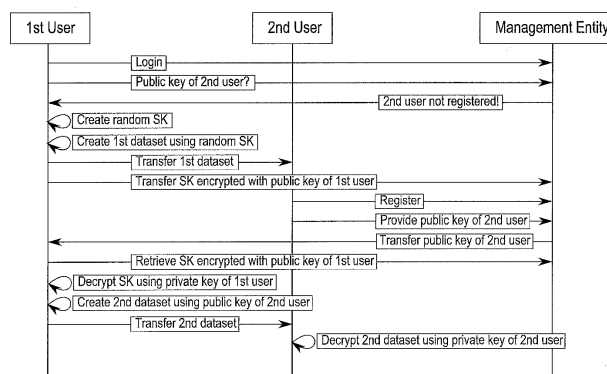 1st User
2nd User
Management Entity
Login
Public key of 2nd user?
2nd user not registered!
Create random SK
Create 1st dataset using random SK
Transfer 1st dataset
Transfer SK encrypted with public key of 1st user
Register
Provide public key of 2nd user
Transfer public key of 2nd user
Retrieve SK encrypted with public key of 1st user
Decrypt SK using private key of 1st user
Create 2nd dataset using public key of 2nd user
Transfer 2nd dataset
Decrypt 2nd dataset using private key of 2nd user